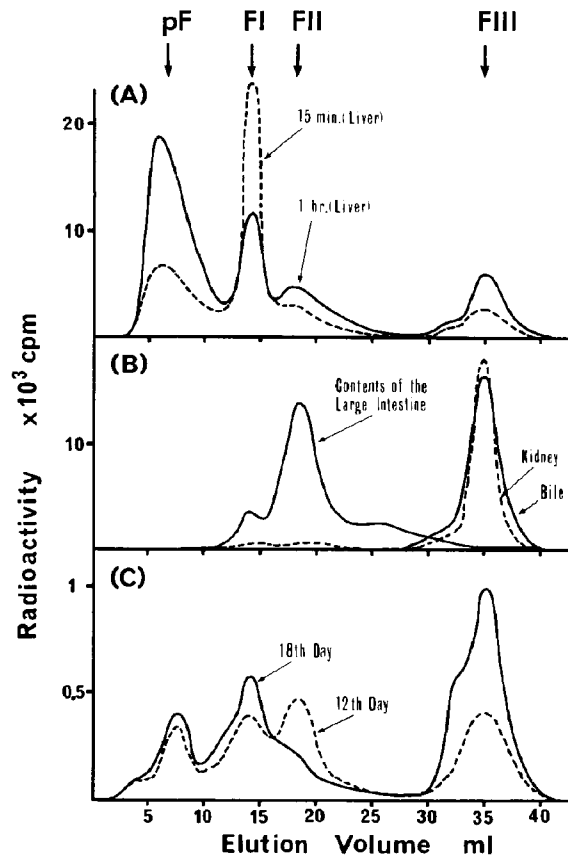 pF FI FII FIII
(A)
20
15 min.(Liver)
1 hr.(Liver)
10
(B)
Contents of the
Large Intestine
10
Kidney
Bile
(C)
1
18th Day
12th Day
0,5
5 10 15 20 25 30 35 40
Elution Volume ml
Radioactivity x10³ cpm